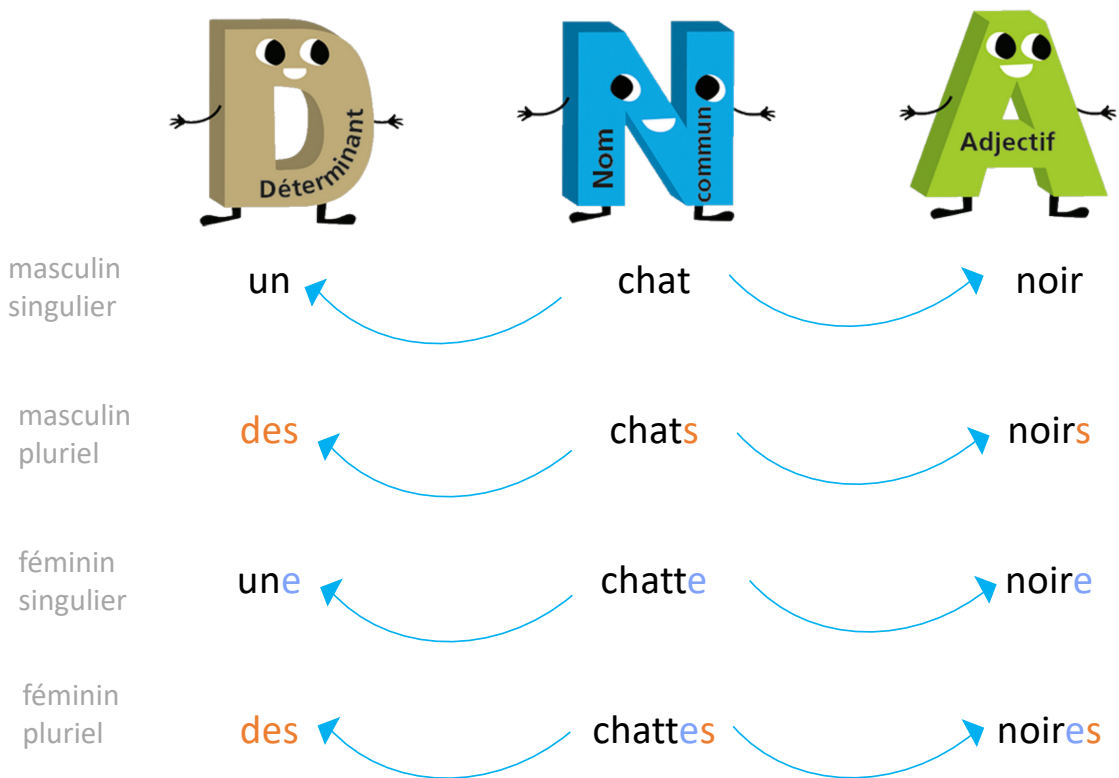 Déterminant
Nom commun
Adjectif
masculin
singulier
un chat noir
masculin
pluriel
des chats noirs
féminin
singulier
une chatte noire
féminin
pluriel
des chattes noires